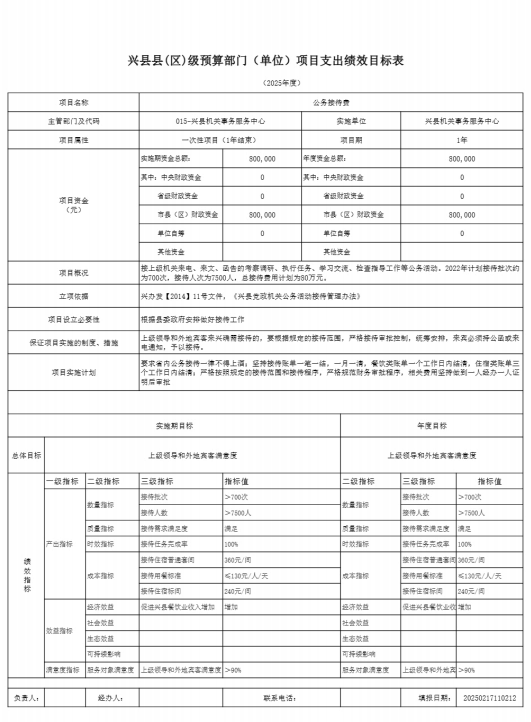 兴县县(区)级预算部门（单位）项目支出绩效目标表
（2025年度）
项目名称 公务接待费
主管部门及代码 015-兴县机关事务服务中心 实施单位 兴县机关事务服务中心
项目属性 一次性项目（1年结束） 项目期 1年
项目资金（元）
实施期资金总额： 800,000 年度资金总额： 800,000
其中：中央财政资金 0 其中：中央财政资金 0
省级财政资金 0 省级财政资金 0
市县（区）财政资金 800,000 市县（区）财政资金 800,000
单位自筹 0 单位自筹 0
其他资金 其他资金
项目概况 按上级机关来电、来文、函告的考察调研、执行任务、学习交流、检查指导工作等公务活动。2022年计划接待批次约
为700次，接待人次为7500人，总接待费用计划为80万元。
立项依据 兴办发【2014】11号文件，《兴县党政机关公务活动接待管理办法》
项目设立必要性 根据县委政府安排做好接待工作
保证项目实施的制度、措施 上级领导和外地宾客来兴确需接待的，要根据规定的接待范围，严格接待审批控制，统筹安排，来宾必须持公函或来
电通知，予以接待。
项目实施计划 要求省内公务接待一律不得上酒；坚持接待账单一笔一结，一月一清，餐饮类账单一个工作日内结清，住宿类账单三
个工作日内结清；严格按照规定的接待范围和接待程序，严格规范财务审批程序，相关费用坚持做到一人经办一人证
明后审批
实施期目标 年度目标
总体目标 上级领导和外地宾客满意度 上级领导和外地宾客满意度
绩效指标
一级指标 二级指标 三级指标 指标值 二级指标 三级指标 指标值
产出指标 数量指标 接待批次 >700次 数量指标 接待批次 >700次
接待人数 >7500人 接待人数 >7500人
质量指标 接待需求满足度 满足 质量指标 接待需求满足度 满足
时效指标 接待任务完成率 100% 时效指标 接待任务完成率 100%
成本指标 接待住宿普通套间 360元/间 成本指标 接待住宿普通套间 360元/间
接待用餐标准 ≤130元/人/天 接待用餐标准 ≤130元/人/天
接待住宿标间 240元/间 接待住宿标间 240元/间
效益指标 经济效益 促进兴县餐饮业收入增加 增加 经济效益 促进兴县餐饮业收 增加
社会效益 社会效益
生态效益 生态效益
可持续影响 可持续影响
满意度指标 服务对象满意度 上级领导和外地宾客满意度 >90% 服务对象满意度 上级领导和外地宾 >90%
负责人： 经办人： 联系电话： 填报日期： 20250217110212